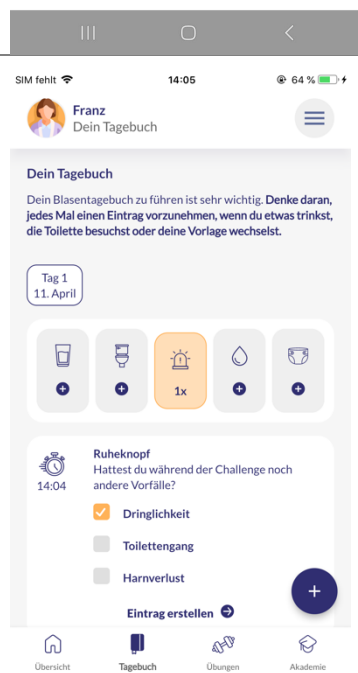 SIM fehlt
14:05
64 %
Franz
Dein Tagebuch
Dein Tagebuch
Dein Blasentagebuch zu führen ist sehr wichtig. Denke daran,
jedes Mal einen Eintrag vorzunehmen, wenn du etwas trinkst,
die Toilette besuchst oder deine Vorlage wechselst.
Tag 1
11. April
1x
Ruheknopf
Hattest du während der Challenge noch
andere Vorfälle?
14:04
Dringlichkeit
Toilettengang
Harnverlust
Eintrag erstellen
Übersicht
Tagebuch
Übungen
Akademie